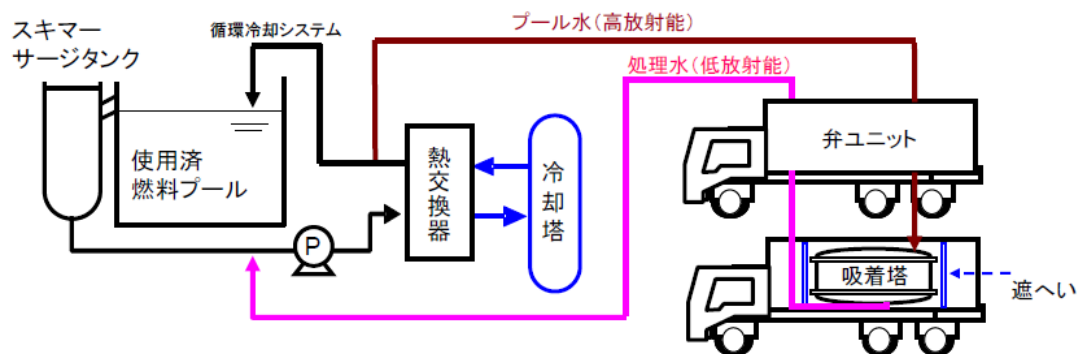 スキマー
サージタンク
循環冷却システム
プール水（高放射能）
処理水（低放射能）
使用済
燃料プール
P
熱交換器
冷却塔
弁ユニット
吸着塔
遮へい